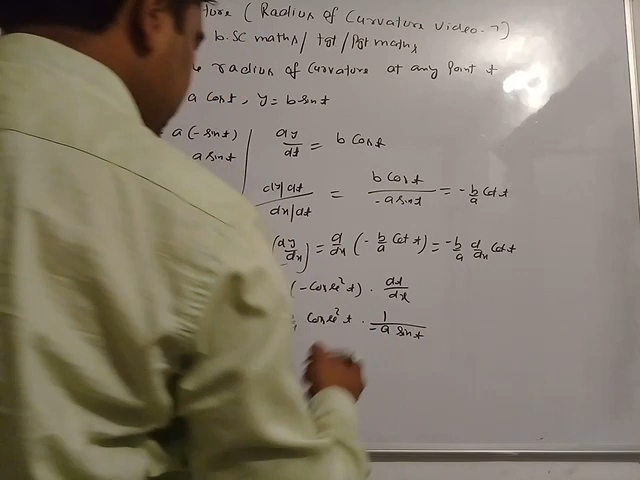 (Radius of Curvature Video-7)
b.sc maths/ tgt/ Pgt maths
radius of Curvature at any point t
a cost, y = b sint
a (-sint) | dy/dt = b cost
a sint
dy/dt / dx/dt = b cost / -a sint = -b/a cot t
(dy/dx) = d/dx (-b/a cot t) = -b/a d/dx cot t
(-cosec²t) . dt/dx
cosec²t . 1/-a sint